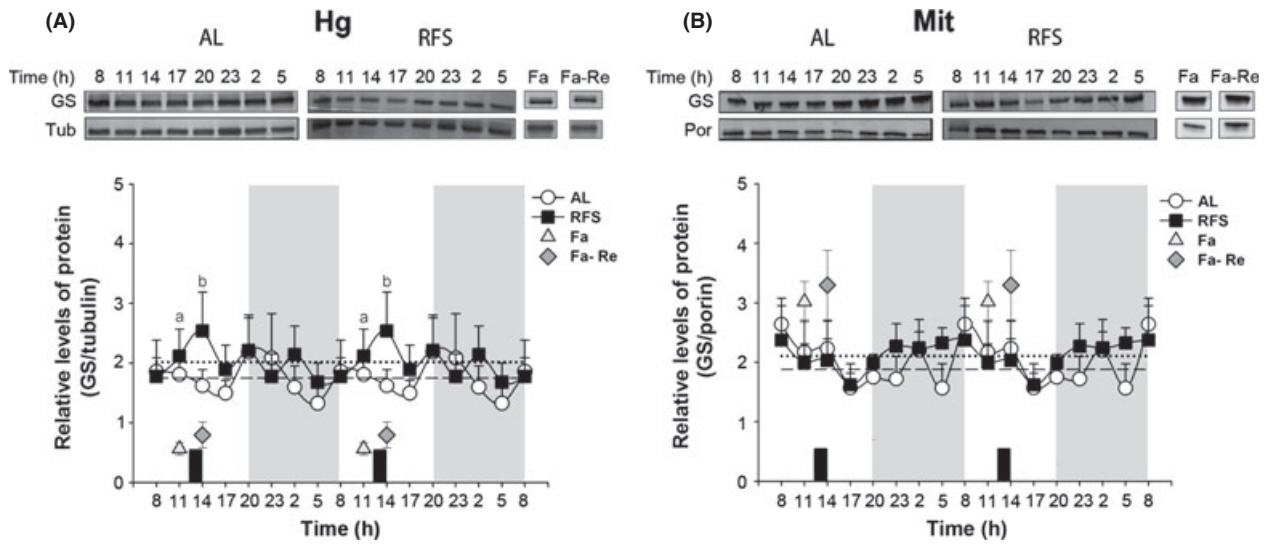 (A) Hg
AL RFS
Time (h) 8 11 14 17 20 23 2 5 8 11 14 17 20 23 2 5 Fa Fa-Re
GS
Tub
Relative levels of protein
(GS/tubulin)
5
4
3
2
1
0
a b a b
AL
RFS
Fa
Fa- Re
8 11 14 17 20 23 2 5 8 11 14 17 20 23 2 5 8
Time (h)
(B) Mit
AL RFS
Time (h) 8 11 14 17 20 23 2 5 8 11 14 17 20 23 2 5 Fa Fa-Re
GS
Por
Relative levels of protein
(GS/porin)
5
4
3
2
1
0
AL
RFS
Fa
Fa- Re
8 11 14 17 20 23 2 5 8 11 14 17 20 23 2 5 8
Time (h)